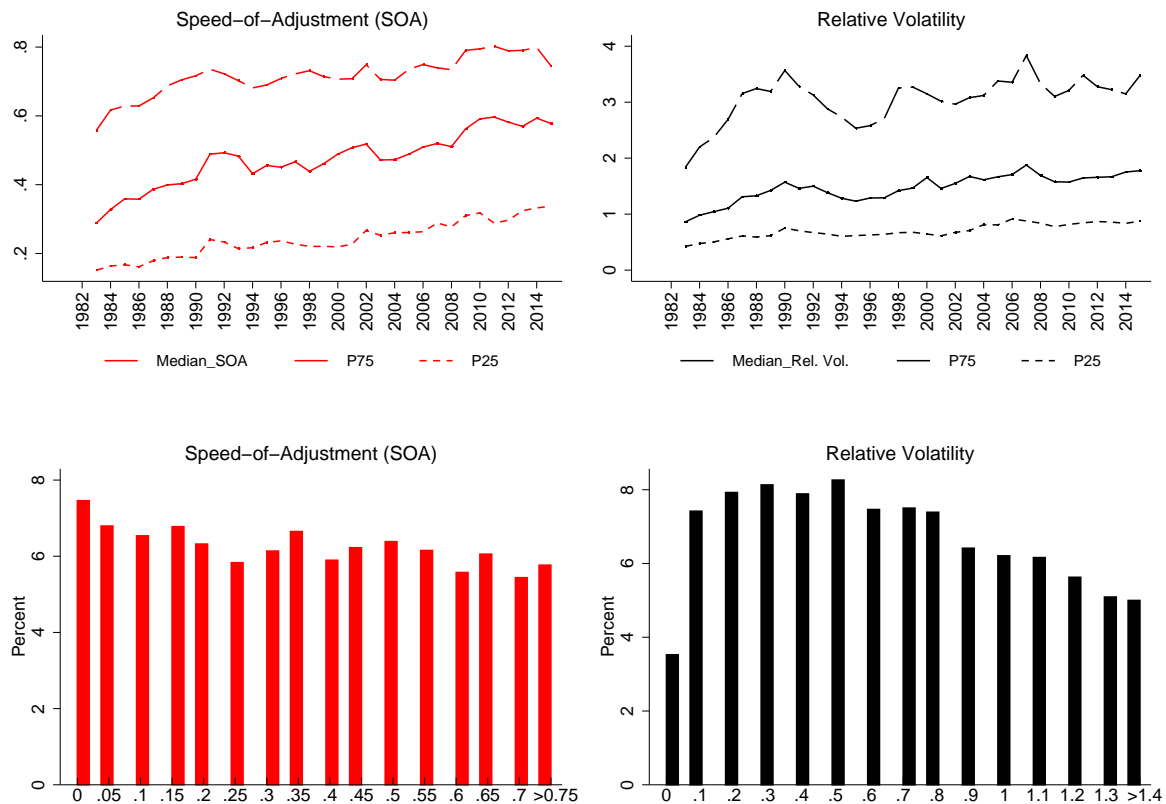 Speed−of−Adjustment (SOA)
.2 .4 .6 .8
1982 1984 1986 1988 1990 1992 1994 1996 1998 2000 2002 2004 2006 2008 2010 2012 2014
Median_SOA P75 P25
Relative Volatility
0 1 2 3 4
1982 1984 1986 1988 1990 1992 1994 1996 1998 2000 2002 2004 2006 2008 2010 2012 2014
Median_Rel. Vol. P75 P25
Speed−of−Adjustment (SOA)
Percent
0 2 4 6 8
0 .05 .1 .15 .2 .25 .3 .35 .4 .45 .5 .55 .6 .65 .7 >0.75
Relative Volatility
Percent
0 2 4 6 8
0 .1 .2 .3 .4 .5 .6 .7 .8 .9 1 1.1 1.2 1.3 >1.4